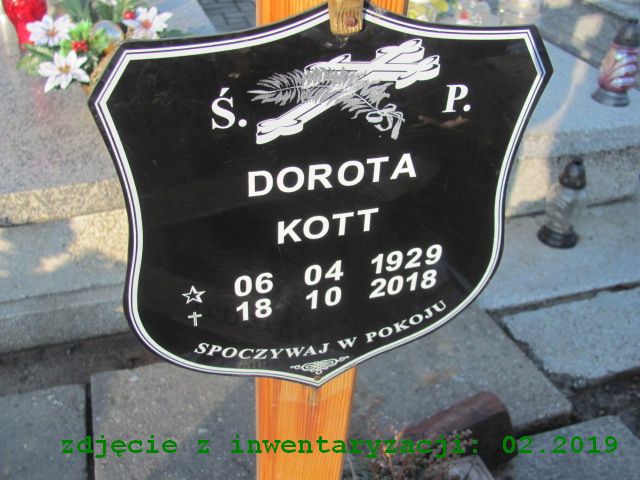 Ś. P.
DOROTA
KOTT
06 04 1929
18 10 2018
SPOCZYWAJ W POKOJU
zdjęcie z inwentaryzacji: 02.2019